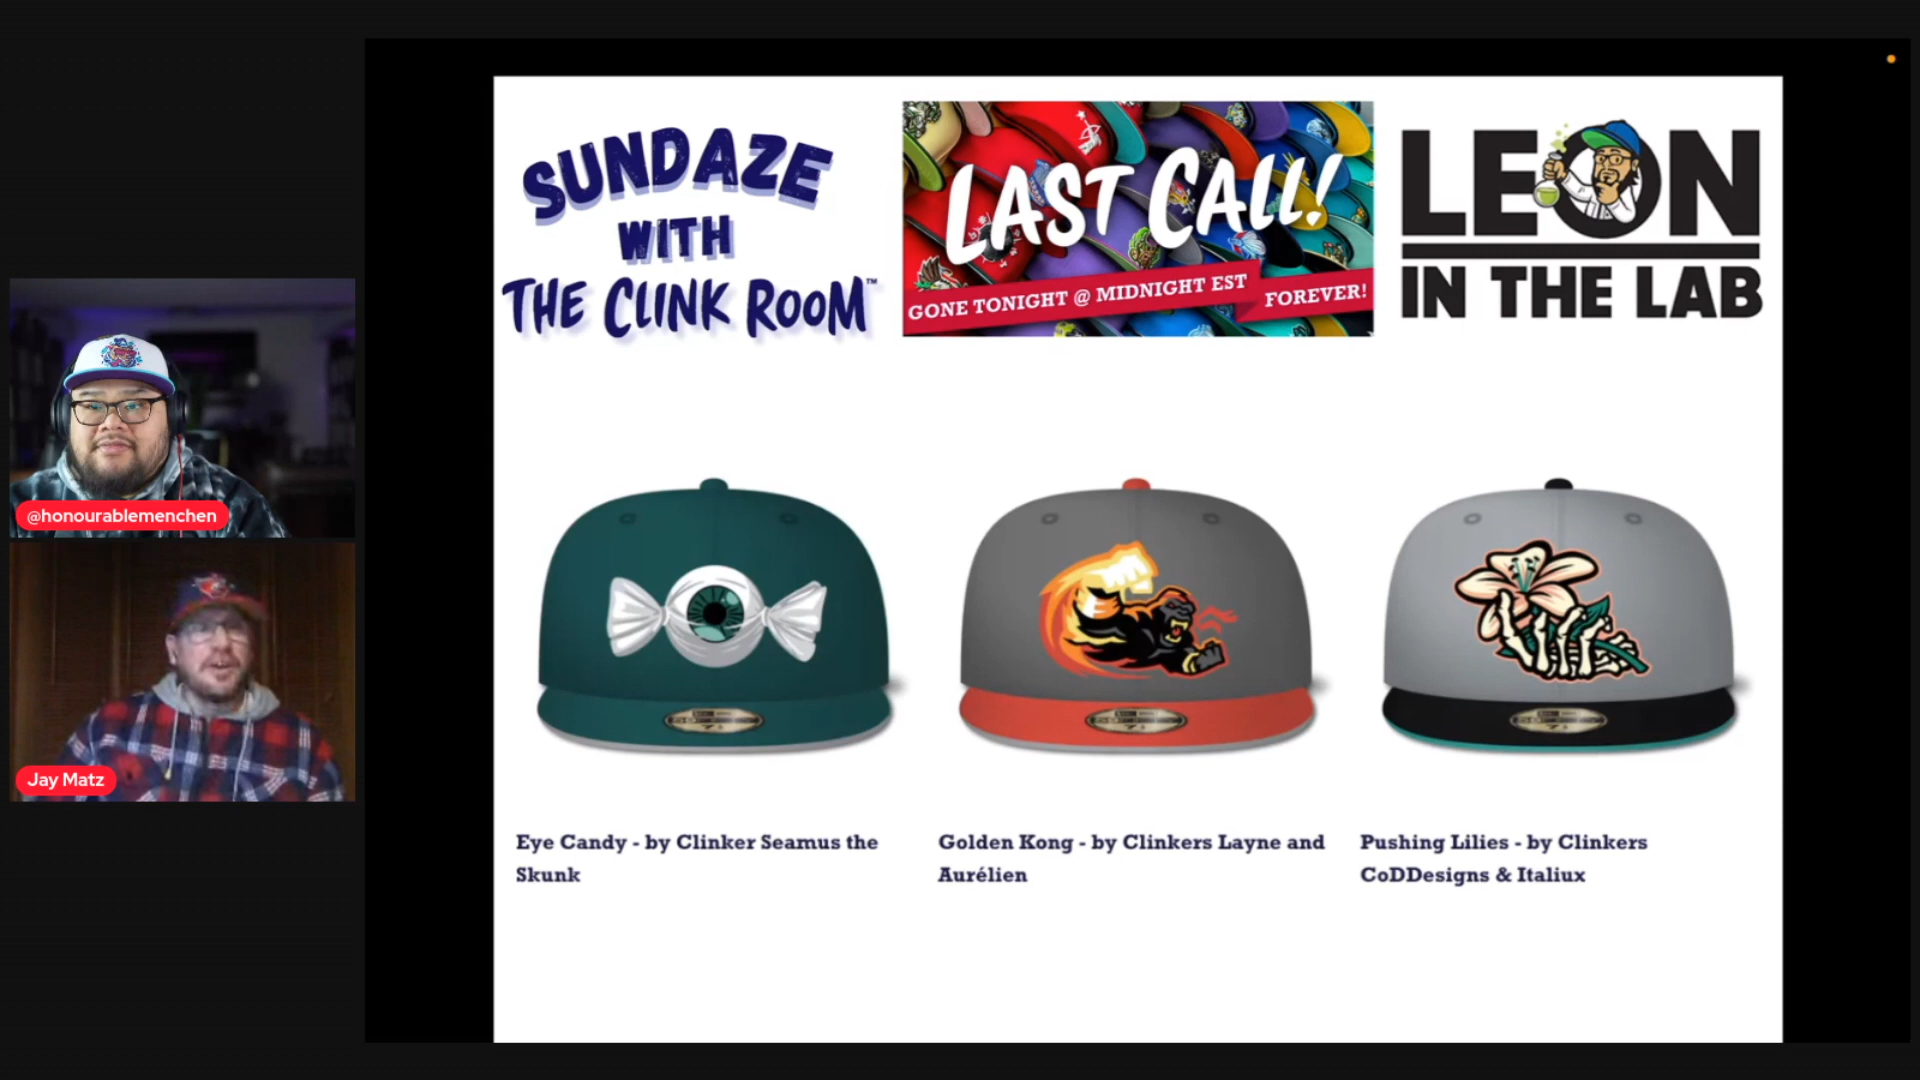 SUNDAZE
WITH
THE CLINK ROOM™
LAST CALL!
GONE TONIGHT @ MIDNIGHT EST
FOREVER!
LEON
IN THE LAB
@honourablemenchen
Jay Matz
Eye Candy - by Clinker Seamus the
Skunk
Golden Kong - by Clinkers Layne and
Aurélien
Pushing Lilies - by Clinkers
CoDDesigns & Italiux